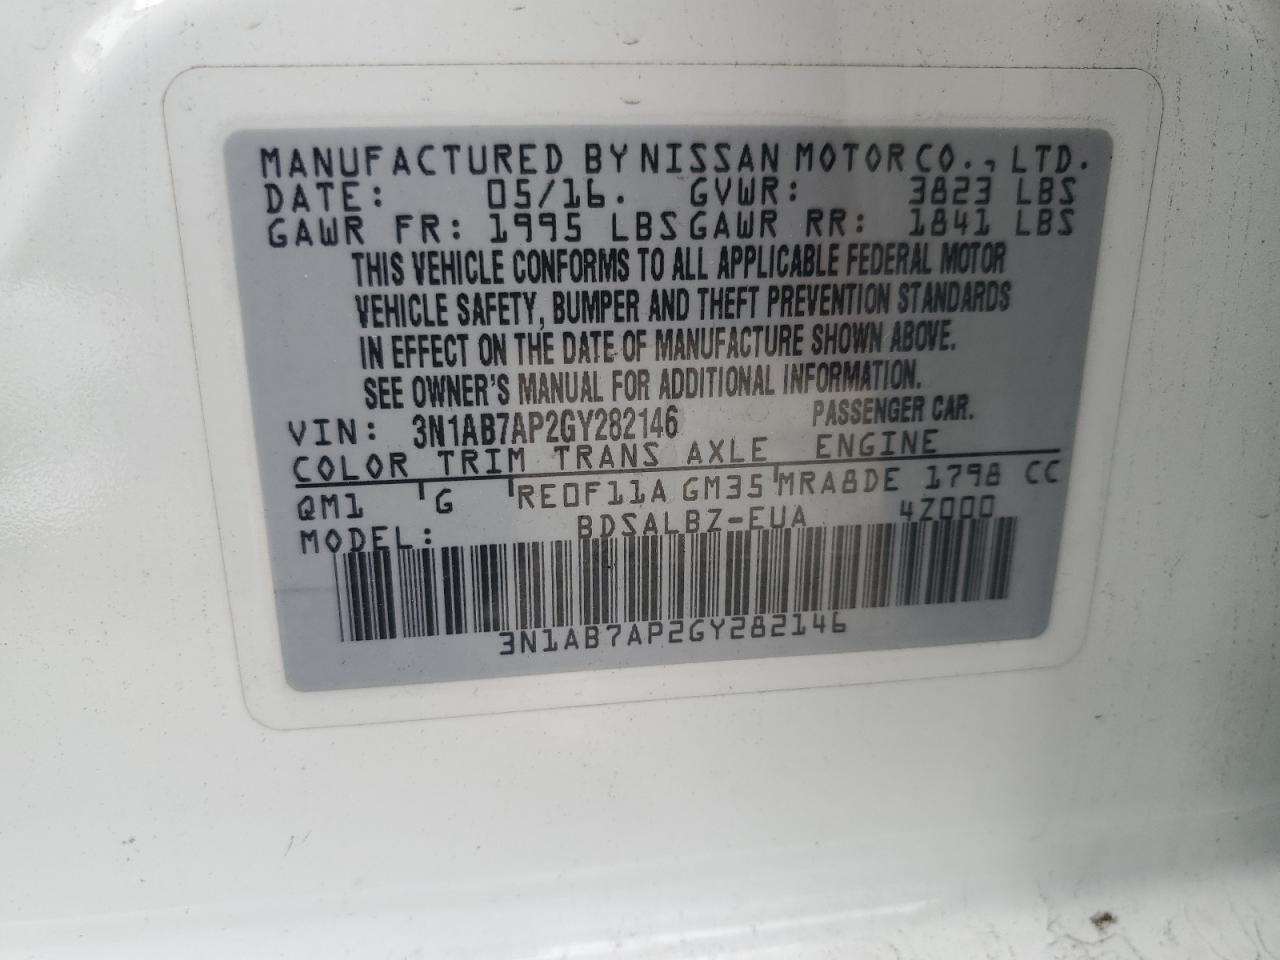 MANUFACTURED BY NISSAN MOTOR CO., LTD.
DATE: 05/16. GVWR: 3823 LBS
GAWR FR: 1995 LBS GAWR RR: 1841 LBS
THIS VEHICLE CONFORMS TO ALL APPLICABLE FEDERAL MOTOR
VEHICLE SAFETY, BUMPER AND THEFT PREVENTION STANDARDS
IN EFFECT ON THE DATE OF MANUFACTURE SHOWN ABOVE.
SEE OWNER'S MANUAL FOR ADDITIONAL INFORMATION.
VIN: 3N1AB7AP2GY282146 PASSENGER CAR.
COLOR TRIM TRANS AXLE ENGINE
QM1 G RE0F11A GM35 MRA8DE 1798 CC
MODEL: BDSALBZ-EUA 4Z000
3N1AB7AP2GY282146